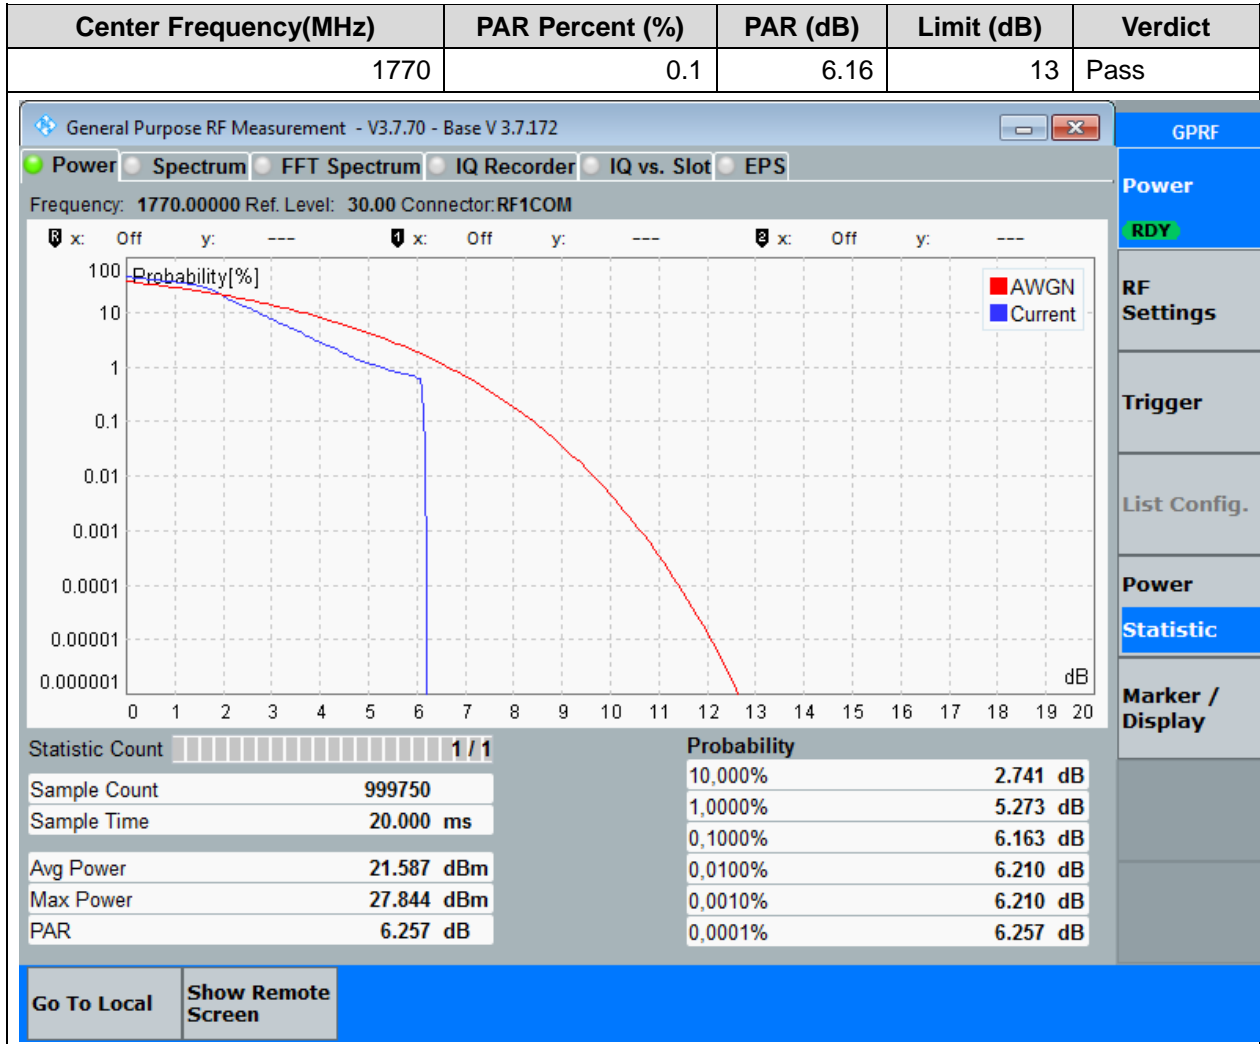 Center Frequency(MHz) PAR Percent (%) PAR (dB) Limit (dB) Verdict
1770 0.1 6.16 13 Pass
General Purpose RF Measurement - V3.7.70 - Base V 3.7.172
GPRF
Power Spectrum FFT Spectrum IQ Recorder IQ vs. Slot EPS
Frequency: 1770.00000 Ref. Level: 30.00 Connector: RF1COM
R x: Off y: --- 1 x: Off y: --- 2 x: Off y: ---
Probability[%]
AWGN
Current
100
10
1
0.1
0.01
0.001
0.0001
0.00001
0.000001
dB
0 1 2 3 4 5 6 7 8 9 10 11 12 13 14 15 16 17 18 19 20
Statistic Count 1 / 1
Sample Count 999750
Sample Time 20.000 ms
Avg Power 21.587 dBm
Max Power 27.844 dBm
PAR 6.257 dB
Probability
10,000% 2.741 dB
1,0000% 5.273 dB
0,1000% 6.163 dB
0,0100% 6.210 dB
0,0010% 6.210 dB
0,0001% 6.257 dB
Power
RDY
RF
Settings
Trigger
List Config.
Power
Statistic
Marker /
Display
Go To Local
Show Remote
Screen